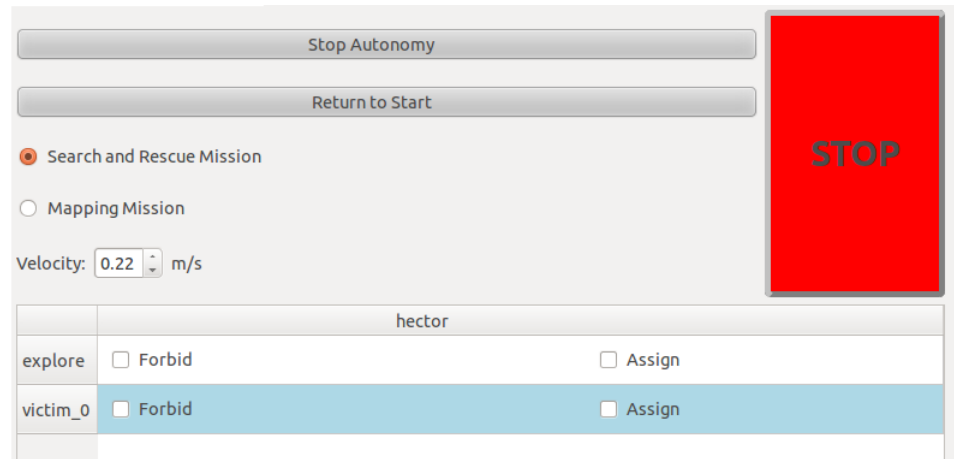 Stop Autonomy
Return to Start
STOP
Search and Rescue Mission
Mapping Mission
Velocity: 0.22 m/s
hector
explore Forbid Assign
victim_0 Forbid Assign